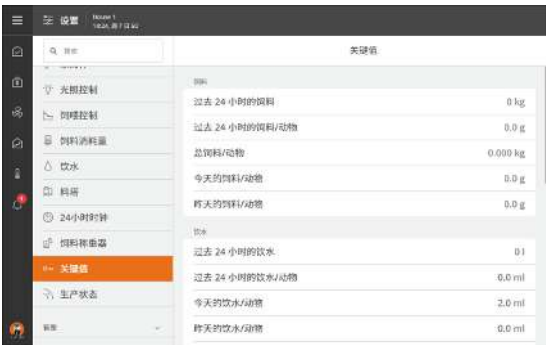 设置
House 1
搜索
关键值
光照控制
饲喂控制
饲料消耗量
饮水
料塔
24小时时钟
饲料称重器
关键值
生产状态
管理
饲料
过去 24 小时的饲料 0 kg
过去 24 小时的饲料/动物 0.0 g
总饲料/动物 0.000 kg
今天的饲料/动物 0.0 g
昨天的饲料/动物 0.0 g
饮水
过去 24 小时的饮水 0 l
过去 24 小时的饮水/动物 0.0 ml
今天的饮水/动物 2.0 ml
昨天的饮水/动物 0.0 ml